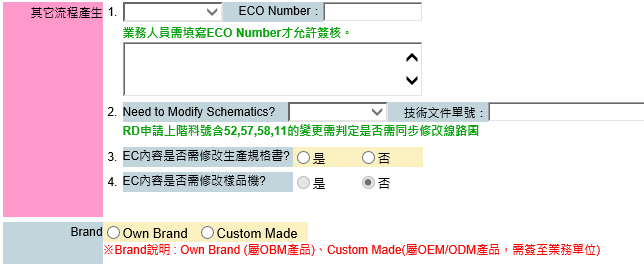 其它流程產生 1. ECO Number :
業務人員需填寫ECO Number才允許簽核。
2. Need to Modify Schematics? 技術文件單號 :
RD申請上階料號含52,57,58,11的變更需判定是否需同步修改線路圖
3. EC內容是否需修改生產規格書? 是 否
4. EC內容是否需修改樣品機? 是 否
Brand Own Brand Custom Made
※Brand說明 : Own Brand (屬OBM產品)、Custom Made(屬OEM/ODM產品，需簽至業務單位)